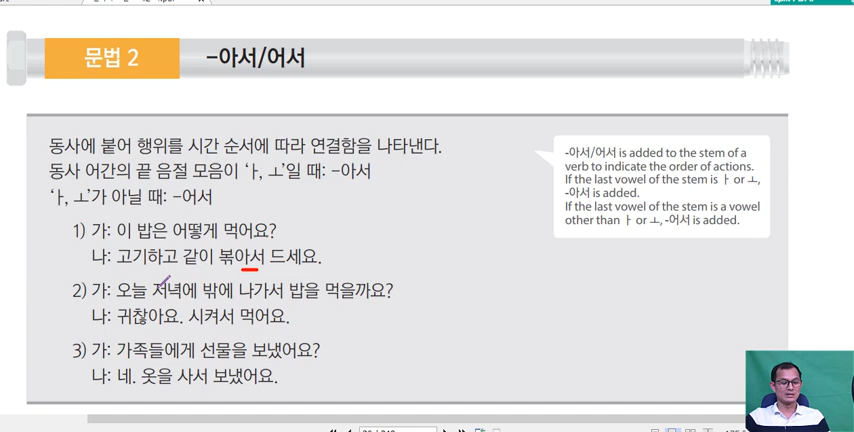 문법 2
–아서/어서
동사에 붙어 행위를 시간 순서에 따라 연결함을 나타낸다.
동사 어간의 끝 음절 모음이 ‘ㅏ, ㅗ’일 때: –아서
‘ㅏ, ㅗ’가 아닐 때: –어서
-아서/어서 is added to the stem of a
verb to indicate the order of actions.
If the last vowel of the stem is ㅏ or ㅗ,
-아서 is added.
If the last vowel of the stem is a vowel
other than ㅏ or ㅗ, -어서 is added.
1) 가: 이 밥은 어떻게 먹어요?
나: 고기하고 같이 볶아서 드세요.
2) 가: 오늘 저녁에 밖에 나가서 밥을 먹을까요?
나: 귀찮아요. 시켜서 먹어요.
3) 가: 가족들에게 선물을 보냈어요?
나: 네. 옷을 사서 보냈어요.